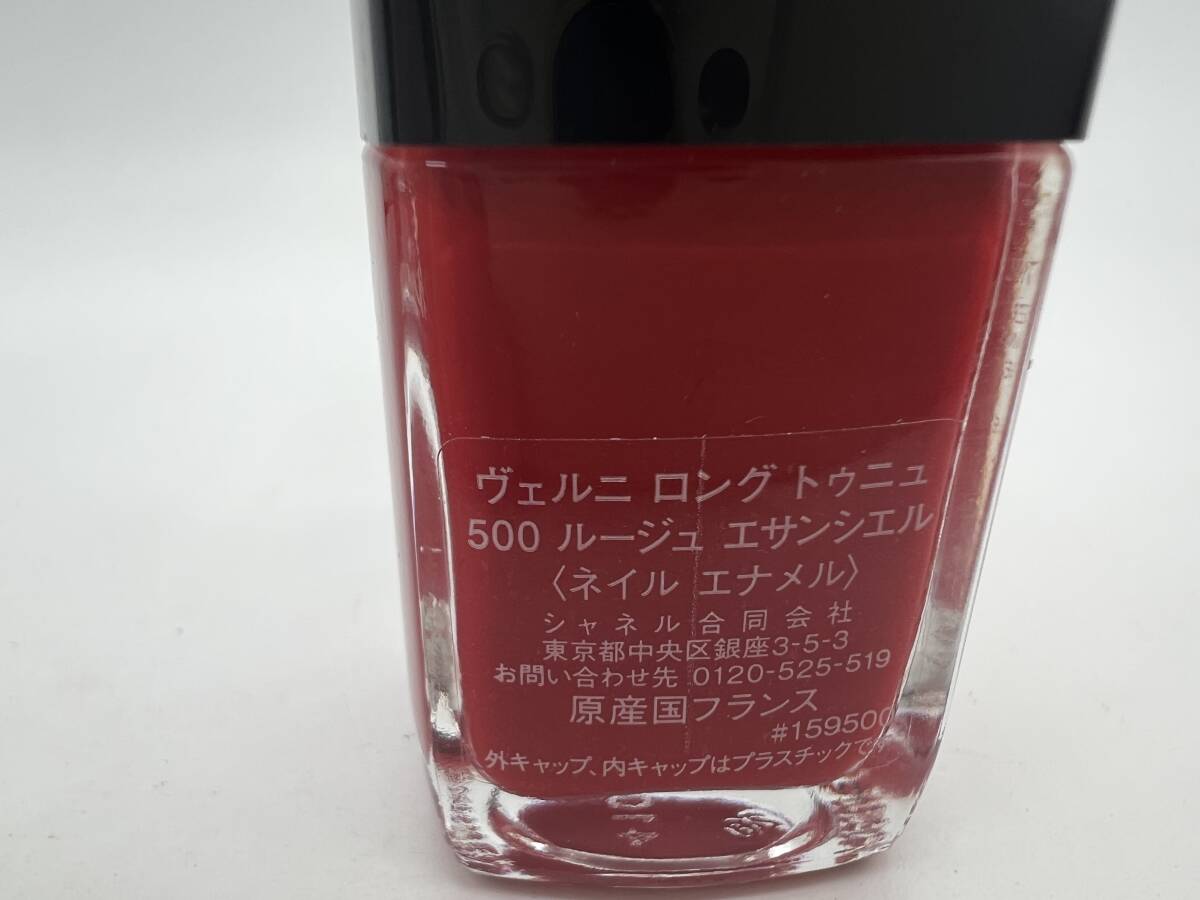 ヴェルニ ロング トゥニュ
500 ルージュ エサンシエル
〈ネイル エナメル〉
シャネル合同会社
東京都中央区銀座3-5-3
お問い合わせ先 0120-525-519
原産国フランス
#159500
外キャップ、内キャップはプラスチックです